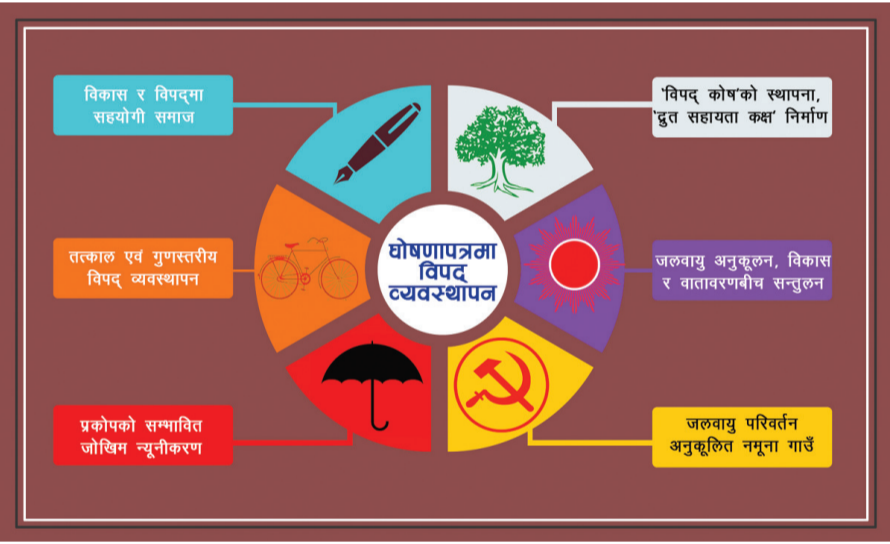 विकास र विपद्‌मा
सहयोगी समाज
'विपद् कोष'को स्थापना,
'द्रुत सहायता कक्ष' निर्माण
तत्काल एवं गुणस्तरीय
विपद् व्यवस्थापन
घोषणापत्रमा
विपद्
व्यवस्थापन
जलवायु अनुकूलन, विकास
र वातावरणबीच सन्तुलन
प्रकोपको सम्भावित
जोखिम न्यूनीकरण
जलवायु परिवर्तन
अनुकूलित नमूना गाउँ